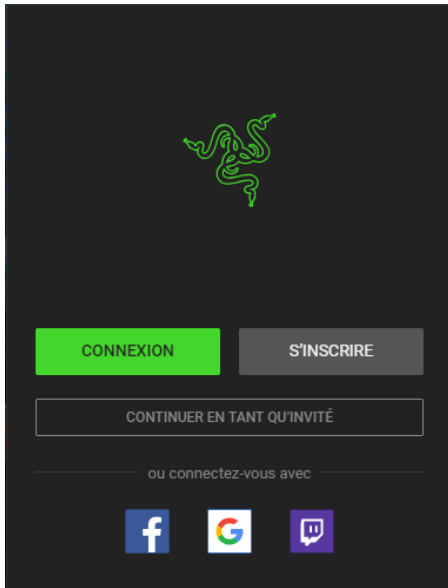 CONNEXION
S'INSCRIRE
CONTINUER EN TANT QU'INVITÉ
ou connectez-vous avec